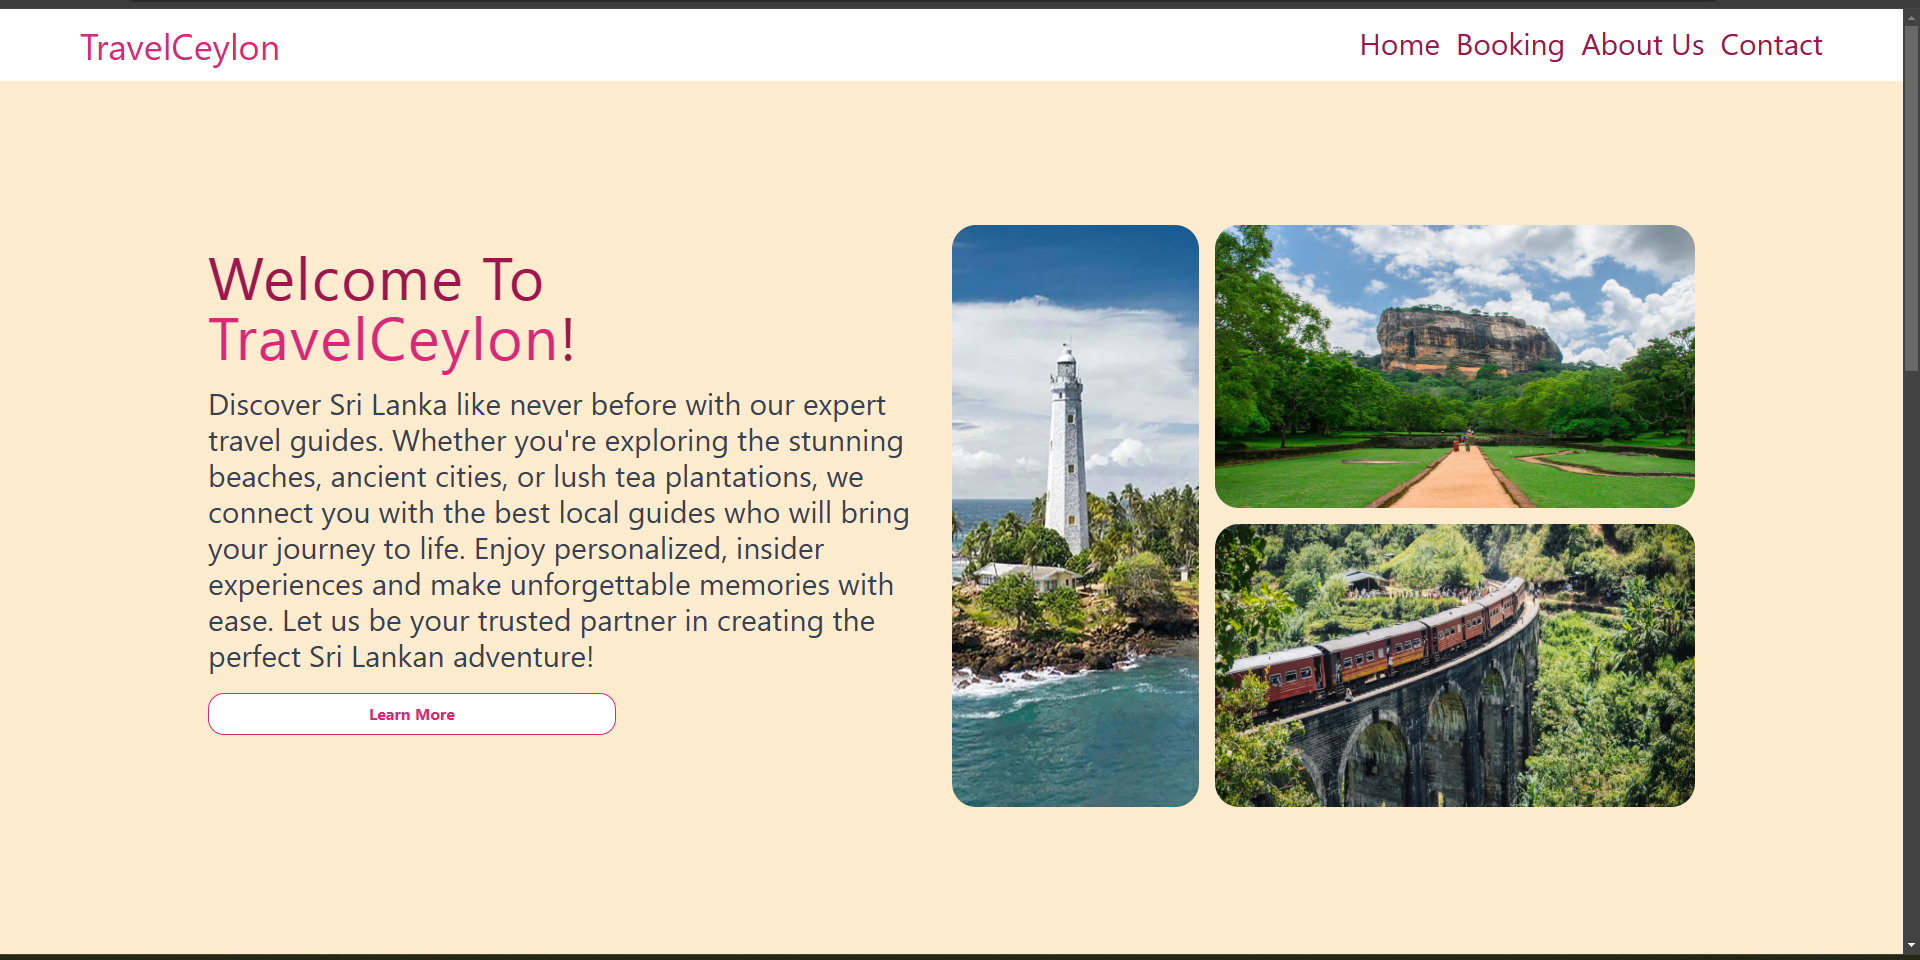 TravelCeylon
Home Booking About Us Contact
Welcome To
TravelCeylon!
Discover Sri Lanka like never before with our expert
travel guides. Whether you're exploring the stunning
beaches, ancient cities, or lush tea plantations, we
connect you with the best local guides who will bring
your journey to life. Enjoy personalized, insider
experiences and make unforgettable memories with
ease. Let us be your trusted partner in creating the
perfect Sri Lankan adventure!
Learn More